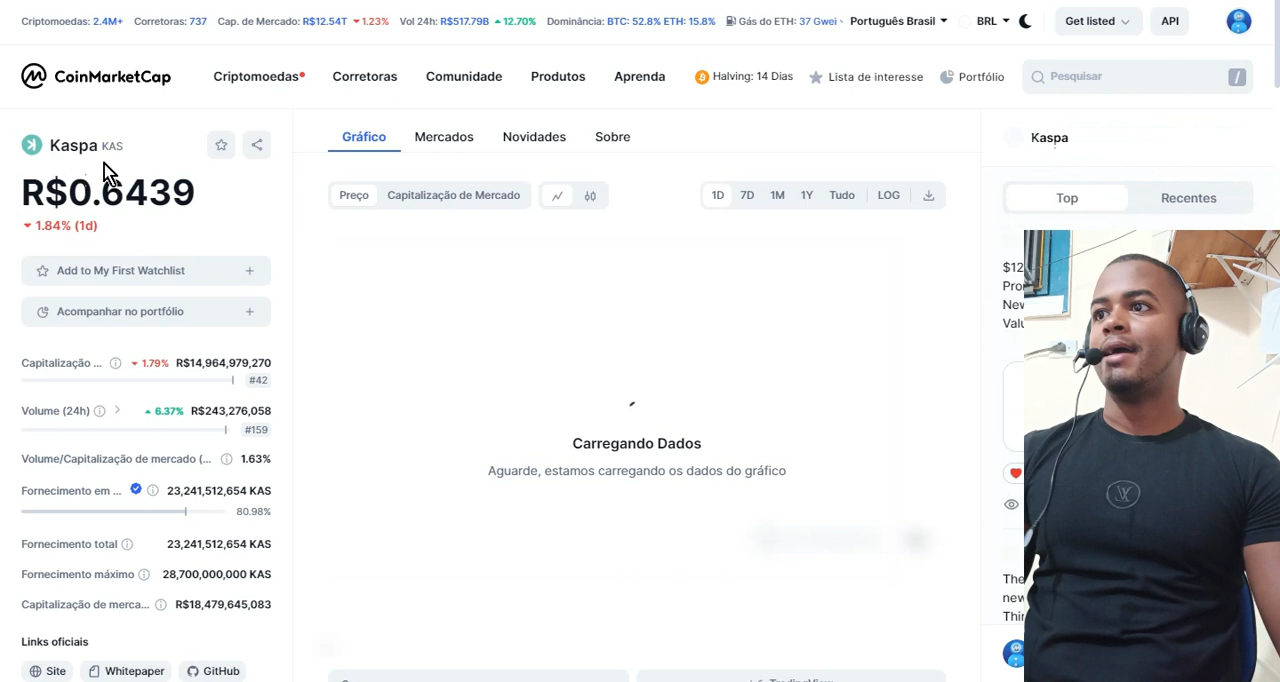 Criptomoedas: 2.4M+ Corretoras: 737 Cap. de Mercado: R$12.54T 1.23% Vol 24h: R$517.79B 12.70% Dominância: BTC: 52.8% ETH: 15.8% Gás do ETH: 37 Gwei Português Brasil BRL Get listed API
CoinMarketCap Criptomoedas Corretoras Comunidade Produtos Aprenda Halving: 14 Dias Lista de interesse Portfólio Pesquisar /
Gráfico Mercados Novidades Sobre
Kaspa KAS
R$0.6439
1.84% (1d)
Add to My First Watchlist +
Acompanhar no portfólio +
Capitalização ... 1.79% R$14,964,979,270
#42
Volume (24h) 6.37% R$243,276,058
#159
Volume/Capitalização de mercado (... 1.63%
Fornecimento em ... 23,241,512,654 KAS
80.98%
Fornecimento total 23,241,512,654 KAS
Fornecimento máximo 28,700,000,000 KAS
Capitalização de merca... R$18,479,645,083
Links oficiais
Site Whitepaper GitHub
Preço Capitalização de Mercado 1D 7D 1M 1Y Tudo LOG
Carregando Dados
Aguarde, estamos carregando os dados do gráfico
TradingView
Kaspa
Top Recentes
$12
The
new